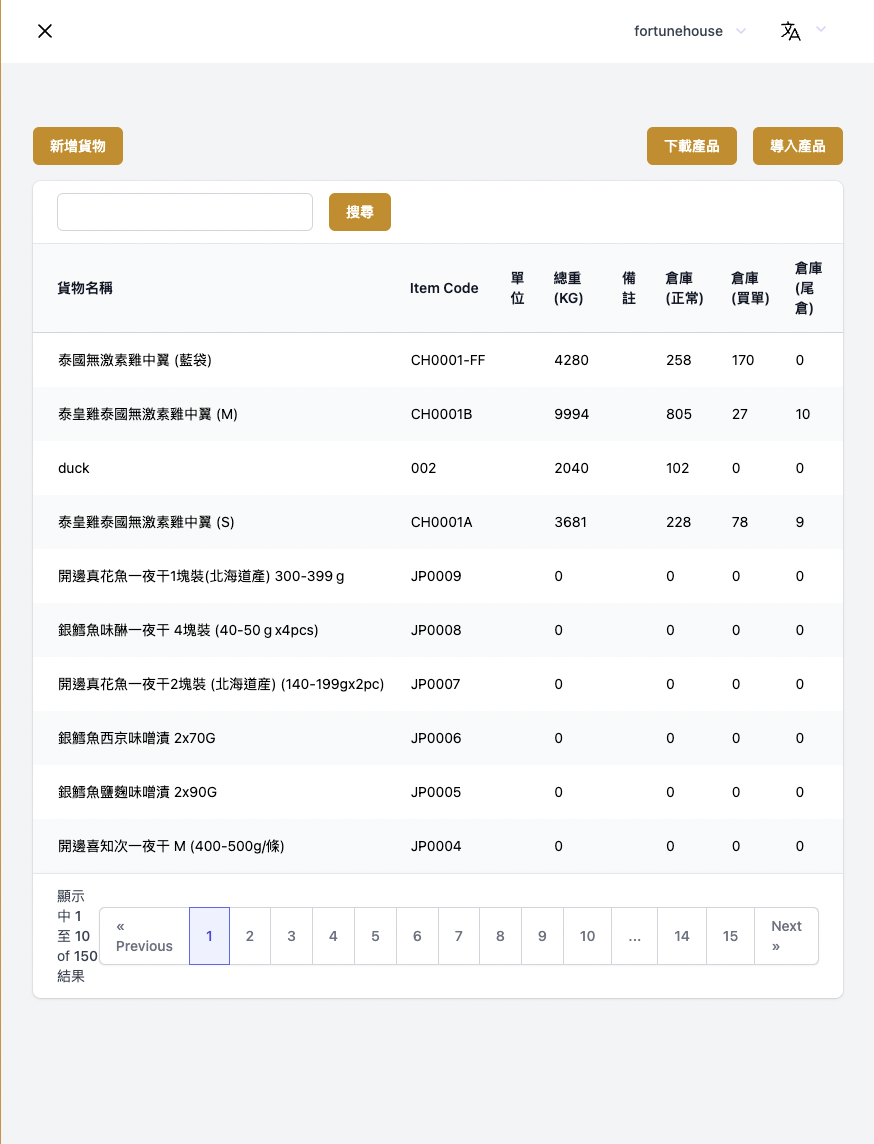 fortunehouse
新增貨物 下載產品 導入產品
搜尋
貨物名稱 Item Code 單位 總重 (KG) 備註 倉庫 (正常) 倉庫 (買單) 倉庫 (尾倉)
泰國無激素雞中翼 (藍袋) CH0001-FF 4280 258 170 0
泰皇雞泰國無激素雞中翼 (M) CH0001B 9994 805 27 10
duck 002 2040 102 0 0
泰皇雞泰國無激素雞中翼 (S) CH0001A 3681 228 78 9
開邊真花魚一夜干1塊裝(北海道產) 300-399ｇ JP0009 0 0 0 0
銀鱈魚味醂一夜干 4塊裝 (40-50ｇx4pcs) JP0008 0 0 0 0
開邊真花魚一夜干2塊裝 (北海道産) (140-199gx2pc) JP0007 0 0 0 0
銀鱈魚西京味噌漬 2x70G JP0006 0 0 0 0
銀鱈魚鹽麴味噌漬 2x90G JP0005 0 0 0 0
開邊喜知次一夜干 M (400-500g/條) JP0004 0 0 0 0
顯示
中 1
至 10
of 150
結果
« Previous 1 2 3 4 5 6 7 8 9 10 ... 14 15 Next »